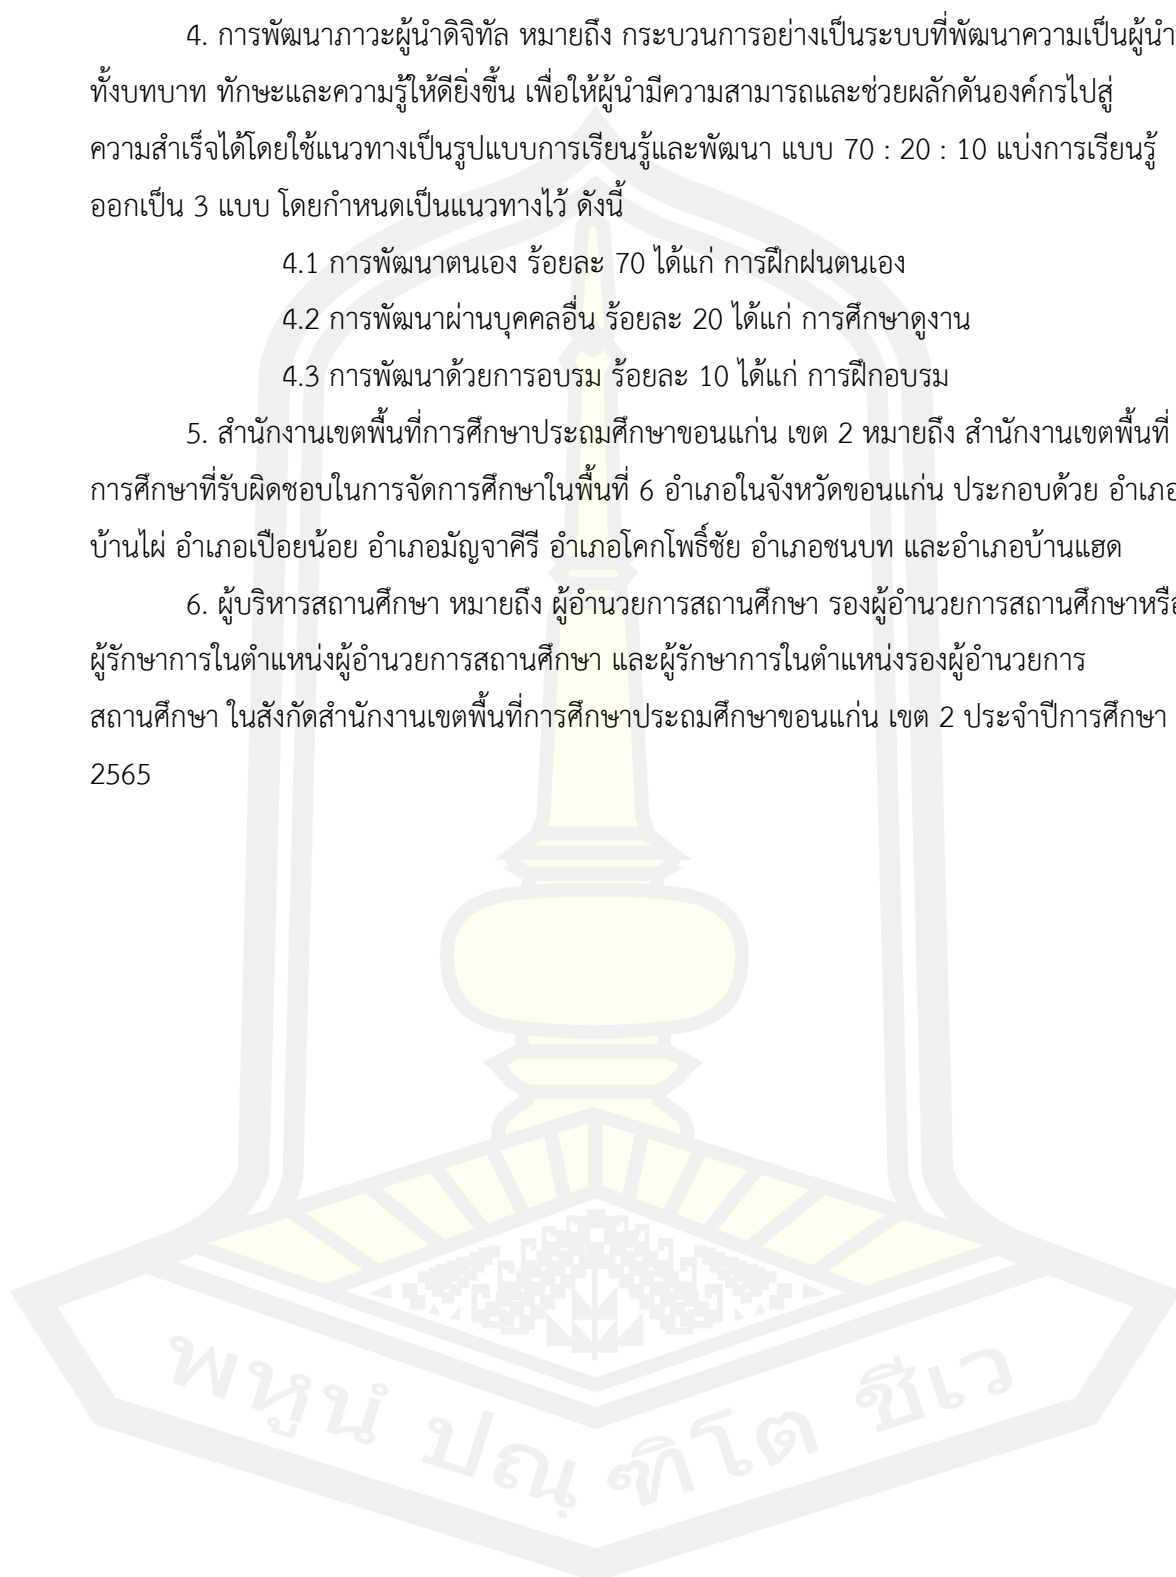 4. การพัฒนาภาวะผู้นำดิจิทัล หมายถึง กระบวนการอย่างเป็นระบบที่พัฒนาความเป็นผู้นำ
ทั้งบทบาท ทักษะและความรู้ให้ดียิ่งขึ้น เพื่อให้ผู้นำมีความสามารถและช่วยผลักดันองค์กรไปสู่
ความสำเร็จได้โดยใช้แนวทางเป็นรูปแบบการเรียนรู้และพัฒนา แบบ 70 : 20 : 10 แบ่งการเรียนรู้
ออกเป็น 3 แบบ โดยกำหนดเป็นแนวทางไว้ ดังนี้
4.1 การพัฒนาตนเอง ร้อยละ 70 ได้แก่ การฝึกฝนตนเอง
4.2 การพัฒนาผ่านบุคคลอื่น ร้อยละ 20 ได้แก่ การศึกษาดูงาน
4.3 การพัฒนาด้วยการอบรม ร้อยละ 10 ได้แก่ การฝึกอบรม
5. สำนักงานเขตพื้นที่การศึกษาประถมศึกษาขอนแก่น เขต 2 หมายถึง สำนักงานเขตพื้นที่
การศึกษาที่รับผิดชอบในการจัดการศึกษาในพื้นที่ 6 อำเภอในจังหวัดขอนแก่น ประกอบด้วย อำเภอ
บ้านไผ่ อำเภอเปือยน้อย อำเภอมัญจาคีรี อำเภอโคกโพธิ์ชัย อำเภอชนบท และอำเภอบ้านแฮด
6. ผู้บริหารสถานศึกษา หมายถึง ผู้อำนวยการสถานศึกษา รองผู้อำนวยการสถานศึกษาหรือ
ผู้รักษาการในตำแหน่งผู้อำนวยการสถานศึกษา และผู้รักษาการในตำแหน่งรองผู้อำนวยการ
สถานศึกษา ในสังกัดสำนักงานเขตพื้นที่การศึกษาประถมศึกษาขอนแก่น เขต 2 ประจำปีการศึกษา
2565
พหูนํ ปณฺฑิโต ชีเว